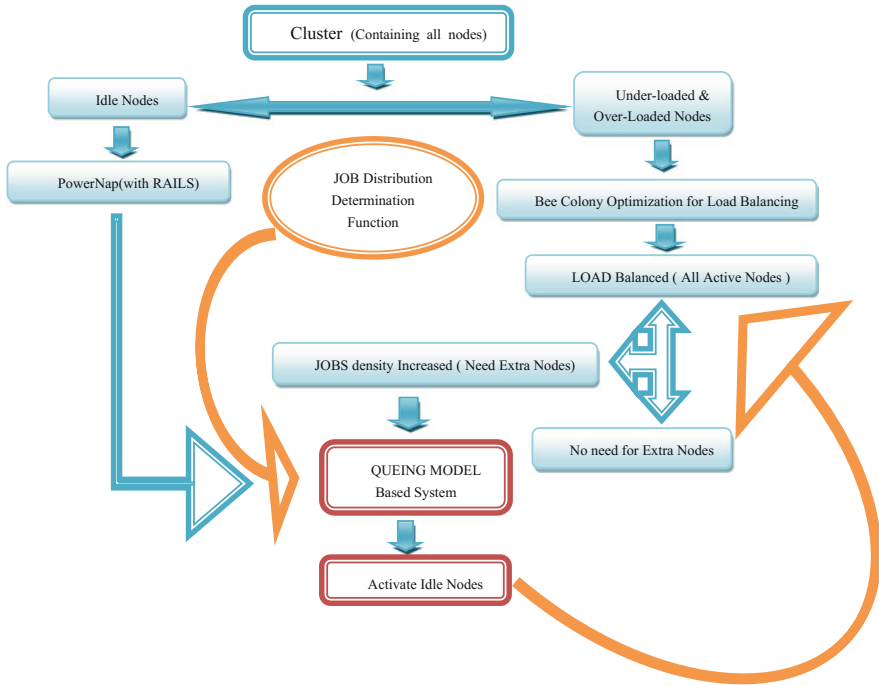 Cluster (Containing all nodes)
Idle Nodes
Under-loaded &
Over-Loaded Nodes
PowerNap(with RAILS)
JOB Distribution
Determination
Function
Bee Colony Optimization for Load Balancing
LOAD Balanced ( All Active Nodes )
JOBS density Increased ( Need Extra Nodes)
No need for Extra Nodes
QUEING MODEL
Based System
Activate Idle Nodes